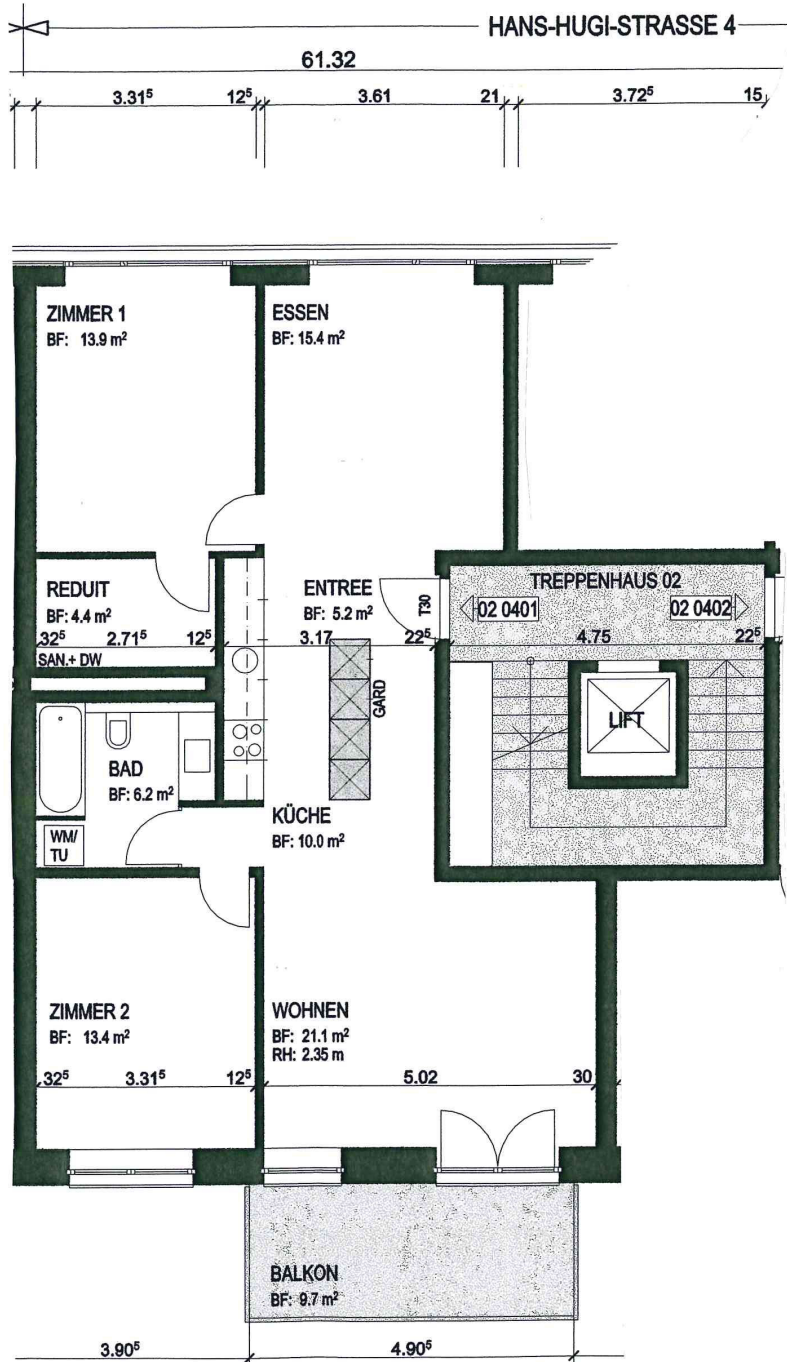 HANS-HUGI-STRASSE 4
61.32
3.31⁵ 12⁵ 3.61 21 3.72⁵ 15
ZIMMER 1
BF: 13.9 m²
ESSEN
BF: 15.4 m²
REDUIT
BF: 4.4 m²
32⁵ 2.71⁵ 12⁵
SAN.+ DW
ENTREE
BF: 5.2 m²
3.17 22⁵
T30
GARD
TREPPENHAUS 02
02 0401 02 0402
4.75 22⁵
LIFT
BAD
BF: 6.2 m²
WM/
TU
KÜCHE
BF: 10.0 m²
ZIMMER 2
BF: 13.4 m²
32⁵ 3.31⁵ 12⁵
WOHNEN
BF: 21.1 m²
RH: 2.35 m
5.02 30
BALKON
BF: 9.7 m²
3.90⁵ 4.90⁵